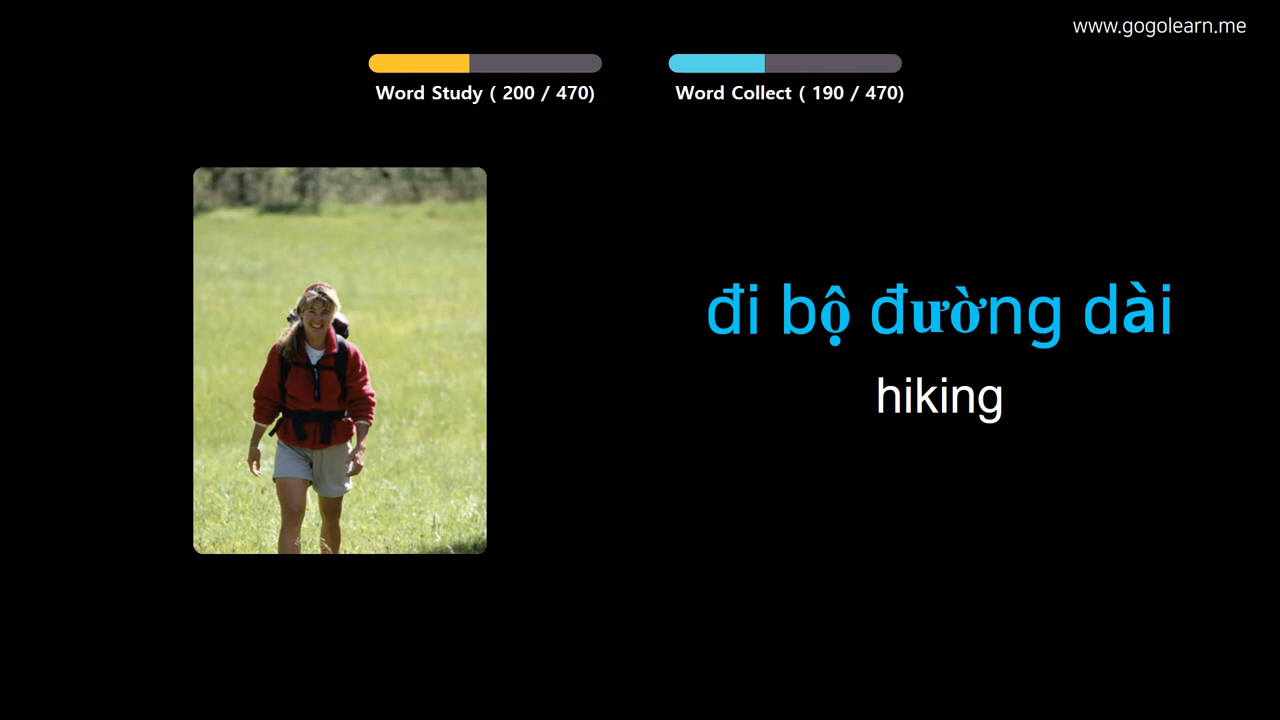 www.gogolearn.me
Word Study ( 200 / 470)
Word Collect ( 190 / 470)
đi bộ đường dài
hiking